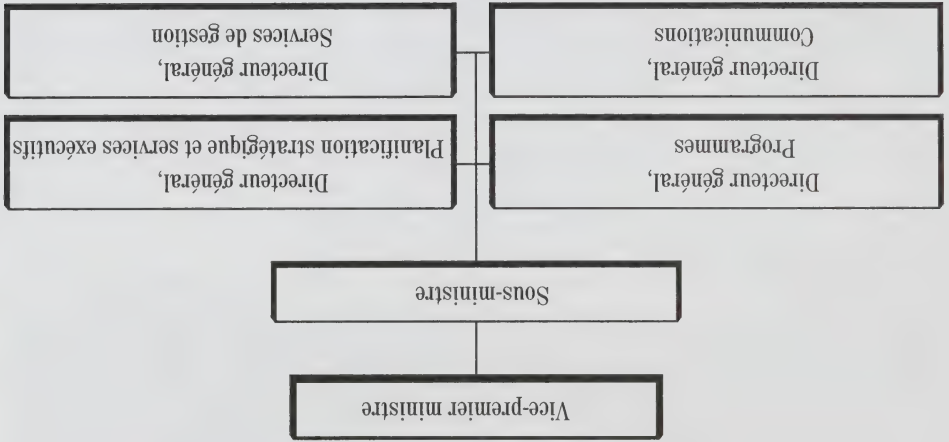 Vice-premier ministre
Sous-ministre
Directeur général,
Planification stratégique et services exécutifs
Directeur général,
Programmes
Directeur général,
Services de gestion
Directeur général,
Communications